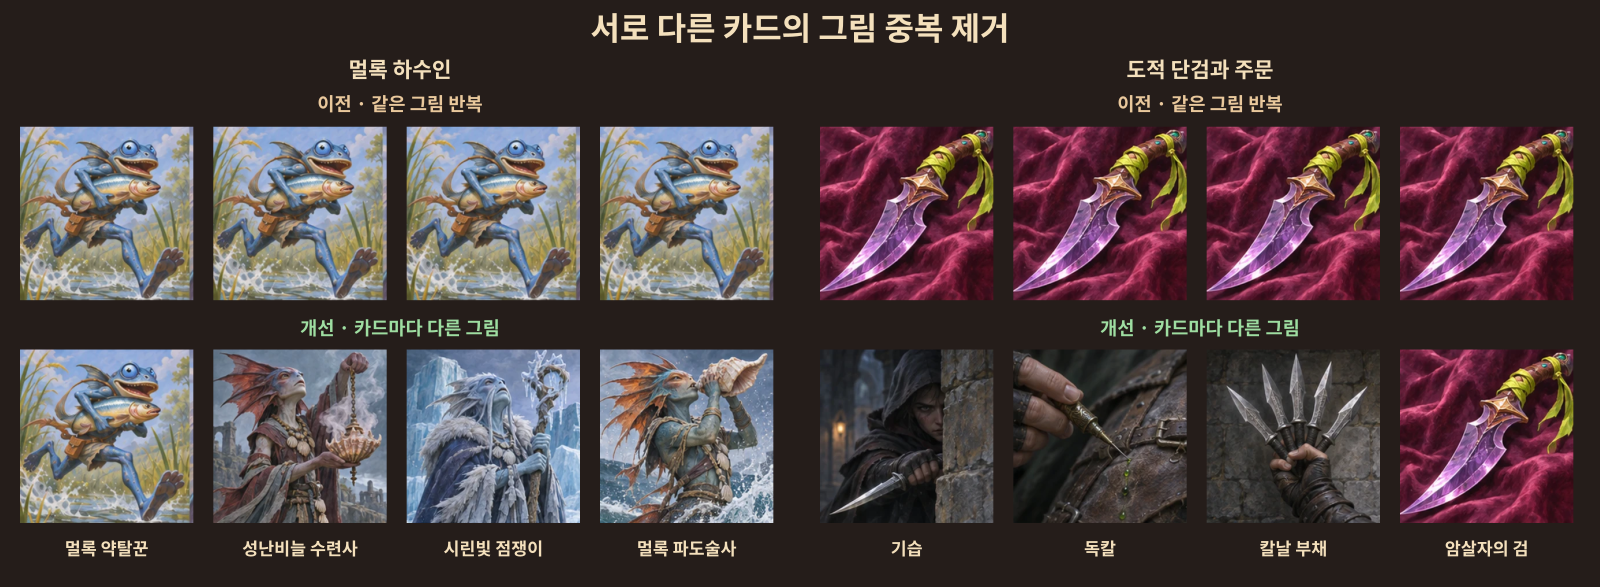 서로 다른 카드의 그림 중복 제거
멀록 하수인
이전 · 같은 그림 반복
개선 · 카드마다 다른 그림
멀록 약탈꾼
성난비늘 수련사
시린빛 점쟁이
멀록 파도술사
도적 단검과 주문
이전 · 같은 그림 반복
개선 · 카드마다 다른 그림
기습
독칼
칼날 부채
암살자의 검